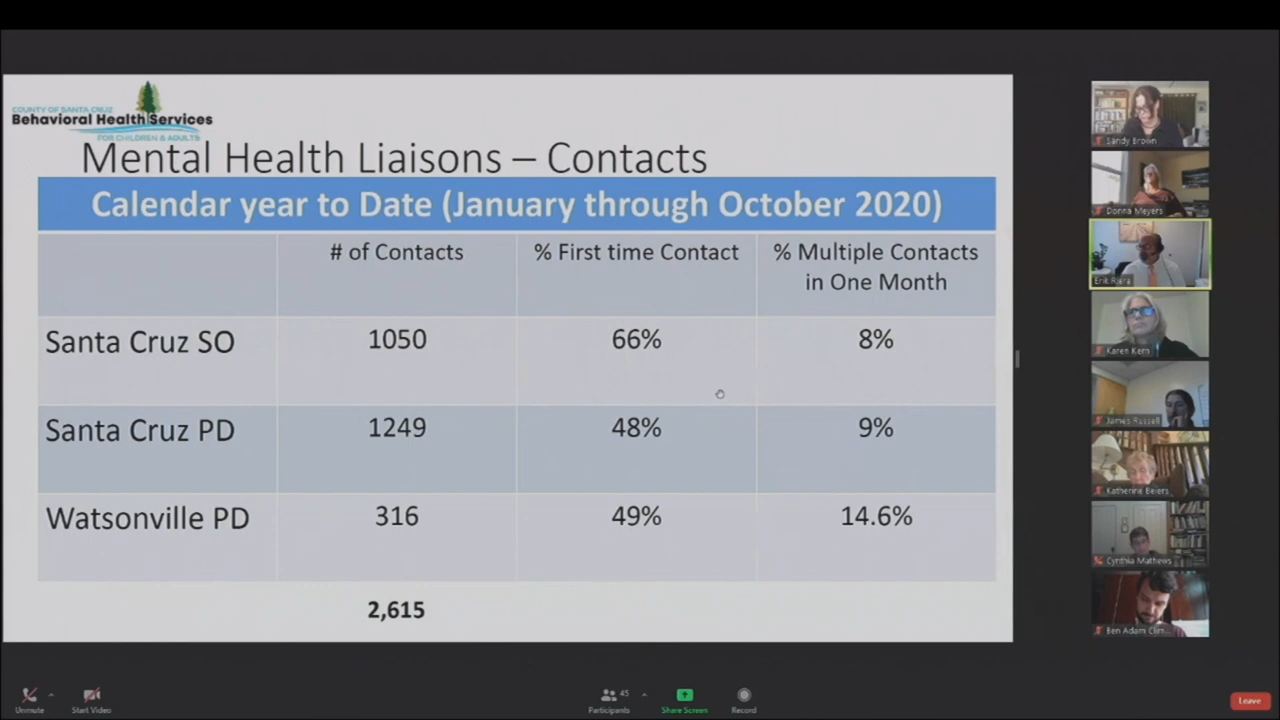 COUNTY OF SANTA CRUZ
Behavioral Health Services
FOR CHILDREN & ADULTS
Mental Health Liaisons – Contacts
Calendar year to Date (January through October 2020)
# of Contacts % First time Contact % Multiple Contacts
in One Month
Santa Cruz SO 1050 66% 8%
Santa Cruz PD 1249 48% 9%
Watsonville PD 316 49% 14.6%
2,615
Sandy Brown
Donna Meyers
Erik Riera
Karen Kern
James Russell
Katherine Beiers
Cynthia Mathews
Ben Adam Clim...
Unmute
Start Video
45
Participants
Share Screen
Record
Leave